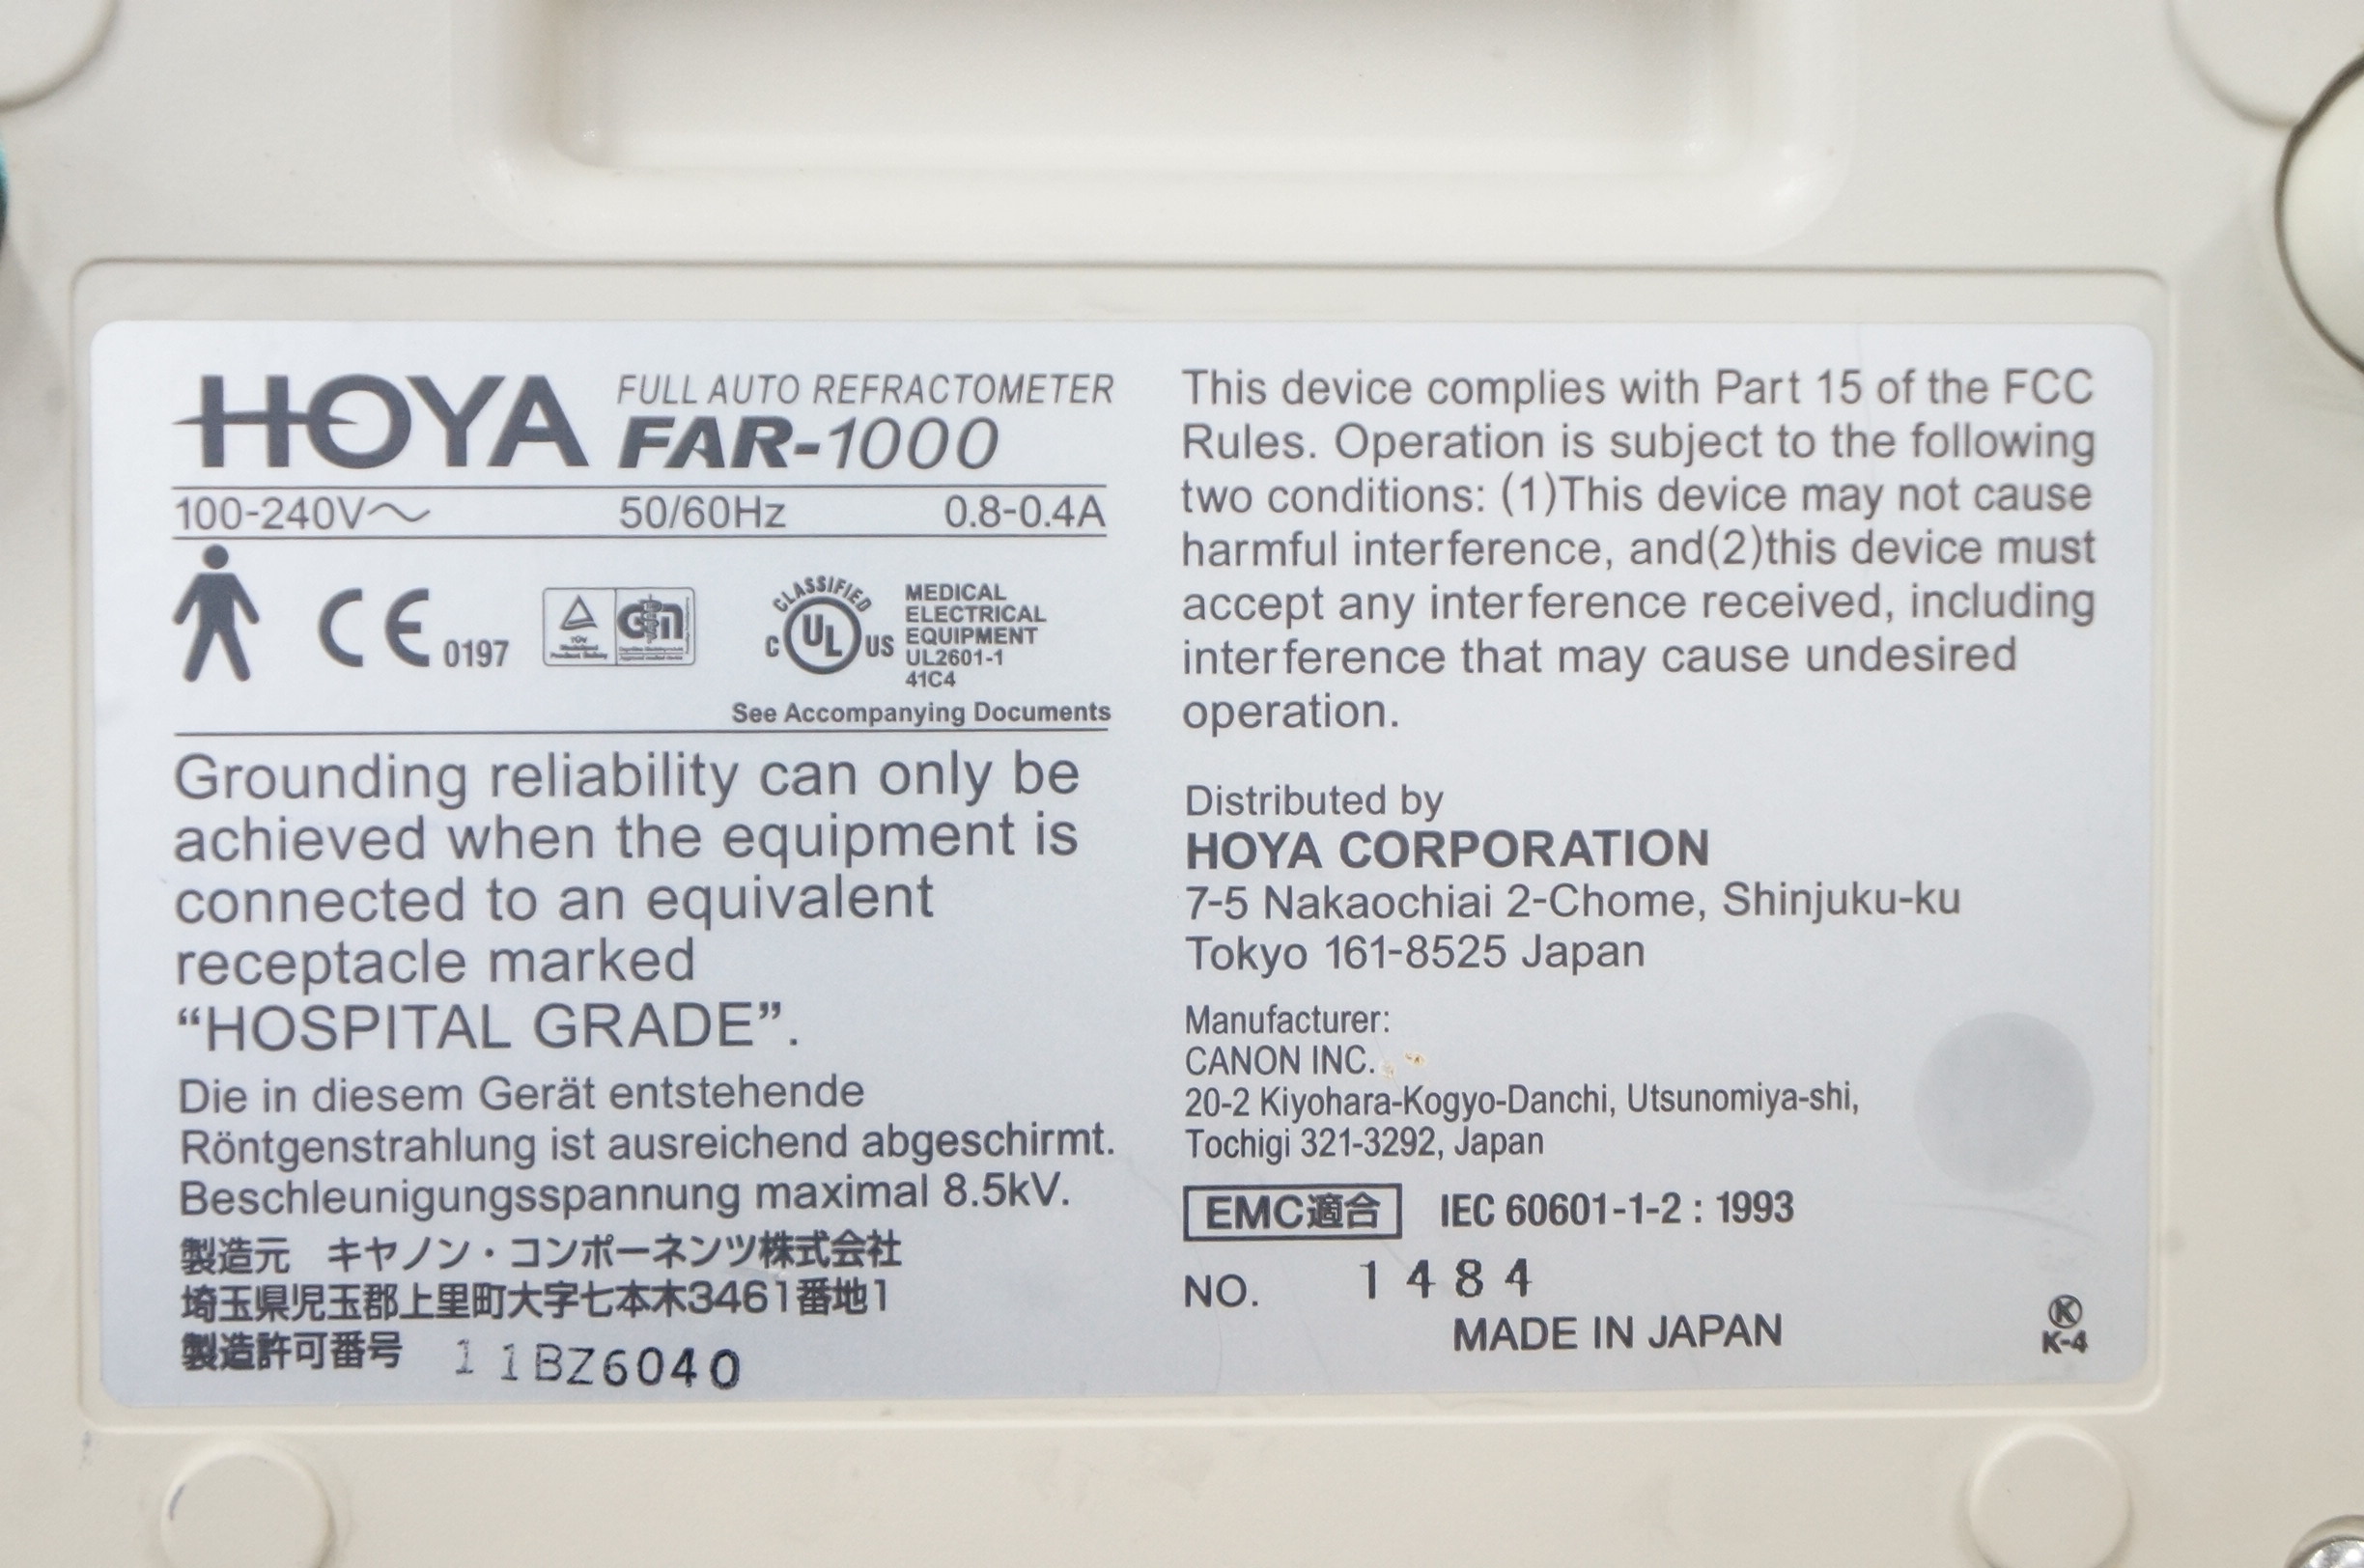 HOYA FULL AUTO REFRACTOMETER
FAR-1000
100-240V〜 50/60Hz 0.8-0.4A
CE 0197
TÜV
CLASSIFIED
C UL US
MEDICAL
ELECTRICAL
EQUIPMENT
UL2601-1
41C4
See Accompanying Documents
Grounding reliability can only be
achieved when the equipment is
connected to an equivalent
receptacle marked
“HOSPITAL GRADE”.
Die in diesem Gerät entstehende
Röntgenstrahlung ist ausreichend abgeschirmt.
Beschleunigungsspannung maximal 8.5kV.
製造元 キヤノン・コンポーネンツ株式会社
埼玉県児玉郡上里町大字七本木3461番地1
製造許可番号 11BZ6040
This device complies with Part 15 of the FCC
Rules. Operation is subject to the following
two conditions: (1)This device may not cause
harmful interference, and(2)this device must
accept any interference received, including
interference that may cause undesired
operation.
Distributed by
HOYA CORPORATION
7-5 Nakaochiai 2-Chome, Shinjuku-ku
Tokyo 161-8525 Japan
Manufacturer:
CANON INC.
20-2 Kiyohara-Kogyo-Danchi, Utsunomiya-shi,
Tochigi 321-3292, Japan
EMC適合 IEC 60601-1-2 : 1993
NO. 1484
MADE IN JAPAN
K
K-4